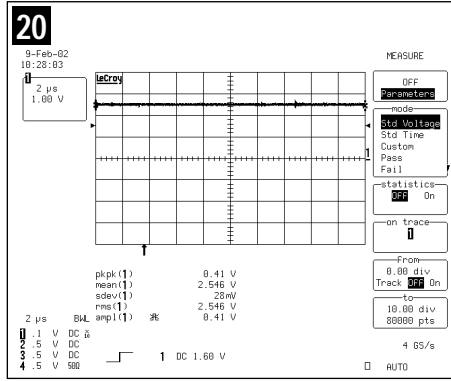 20
9-Feb-02
10:28:03
1
2 µs
1.00 V
LeCroy
1
pkpk(1) 0.41 V
mean(1) 2.546 V
sdev(1) 28mV
rms(1) 2.546 V
ampl(1) 0.41 V
2 µs BWL
1 .1 V DC
2 .5 V DC
3 .5 V DC
4 .5 V 50Ω
1 DC 1.60 V
MEASURE
OFF
Parameters
mode
Std Voltage
Std Time
Custom
Pass
Fail
statistics
OFF On
on trace
1
From
0.00 div
Track OFF On
to
10.00 div
80000 pts
4 GS/s
AUTO